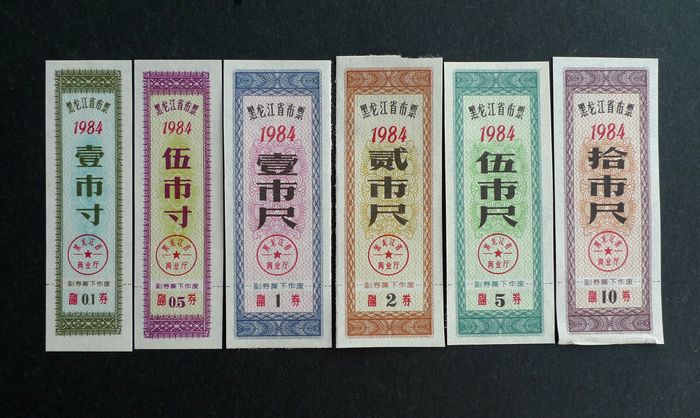 黑龙江省布票
1984
壹市寸
黑龙江省
商业厅
副券撕下作废
副 0.1 券
黑龙江省布票
1984
伍市寸
黑龙江省
商业厅
副券撕下作废
副 0.5 券
黑龙江省布票
1984
壹市尺
黑龙江省
商业厅
副券撕下作废
副 1 券
黑龙江省布票
1984
贰市尺
黑龙江省
商业厅
副券撕下作废
副 2 券
黑龙江省布票
1984
伍市尺
黑龙江省
商业厅
副券撕下作废
副 5 券
黑龙江省布票
1984
拾市尺
黑龙江省
商业厅
副券撕下作废
副 10 券